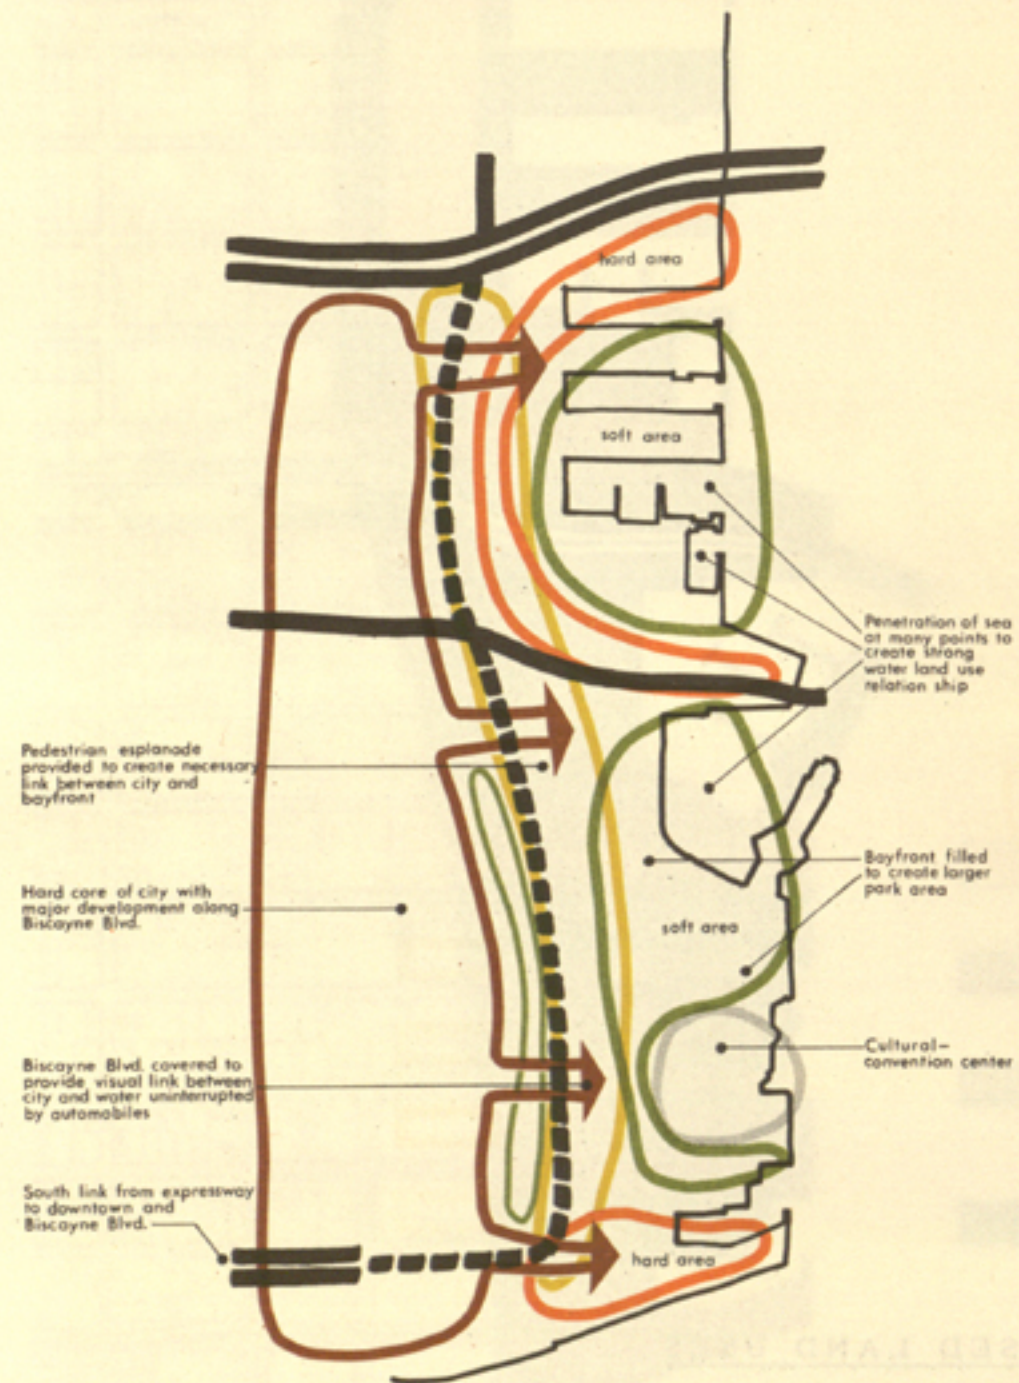 hard area
soft area
Penetration of sea
at many points to
create strong
water land use
relation ship
Pedestrian esplanade
provided to create necessary
link between city and
bayfront
Hard core of city with
major development along
Biscayne Blvd.
Bayfront filled
to create larger
park area
soft area
Biscayne Blvd. covered to
provide visual link between
city and water uninterrupted
by automobiles
Cultural-
convention center
South link from expressway
to downtown and
Biscayne Blvd.
hard area
SED LAND US